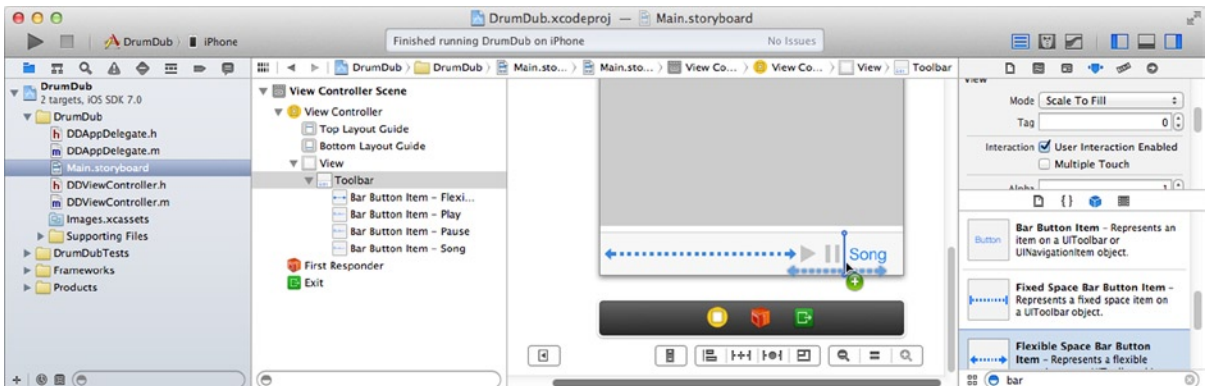 DrumDub.xcodeproj — Main.storyboard
DrumDub iPhone
Finished running DrumDub on iPhone No Issues
DrumDub DrumDub Main.sto... Main.sto... View Co... View Co... View Toolbar
DrumDub
2 targets, iOS SDK 7.0
DrumDub
DDAppDelegate.h
DDAppDelegate.m
Main.storyboard
DDViewController.h
DDViewController.m
Images.xcassets
Supporting Files
DrumDubTests
Frameworks
Products
View Controller Scene
View Controller
Top Layout Guide
Bottom Layout Guide
View
Toolbar
Bar Button Item – Flexi...
Bar Button Item – Play
Bar Button Item – Pause
Bar Button Item – Song
First Responder
Exit
Song
View
Mode Scale To Fill
Tag 0
Interaction User Interaction Enabled
Multiple Touch
Alpha 1
Button
Bar Button Item – Represents an
item on a UIToolbar or
UINavigationItem object.
Fixed Space Bar Button Item –
Represents a fixed space item on
a UIToolbar object.
Flexible Space Bar Button
Item – Represents a flexible
bar